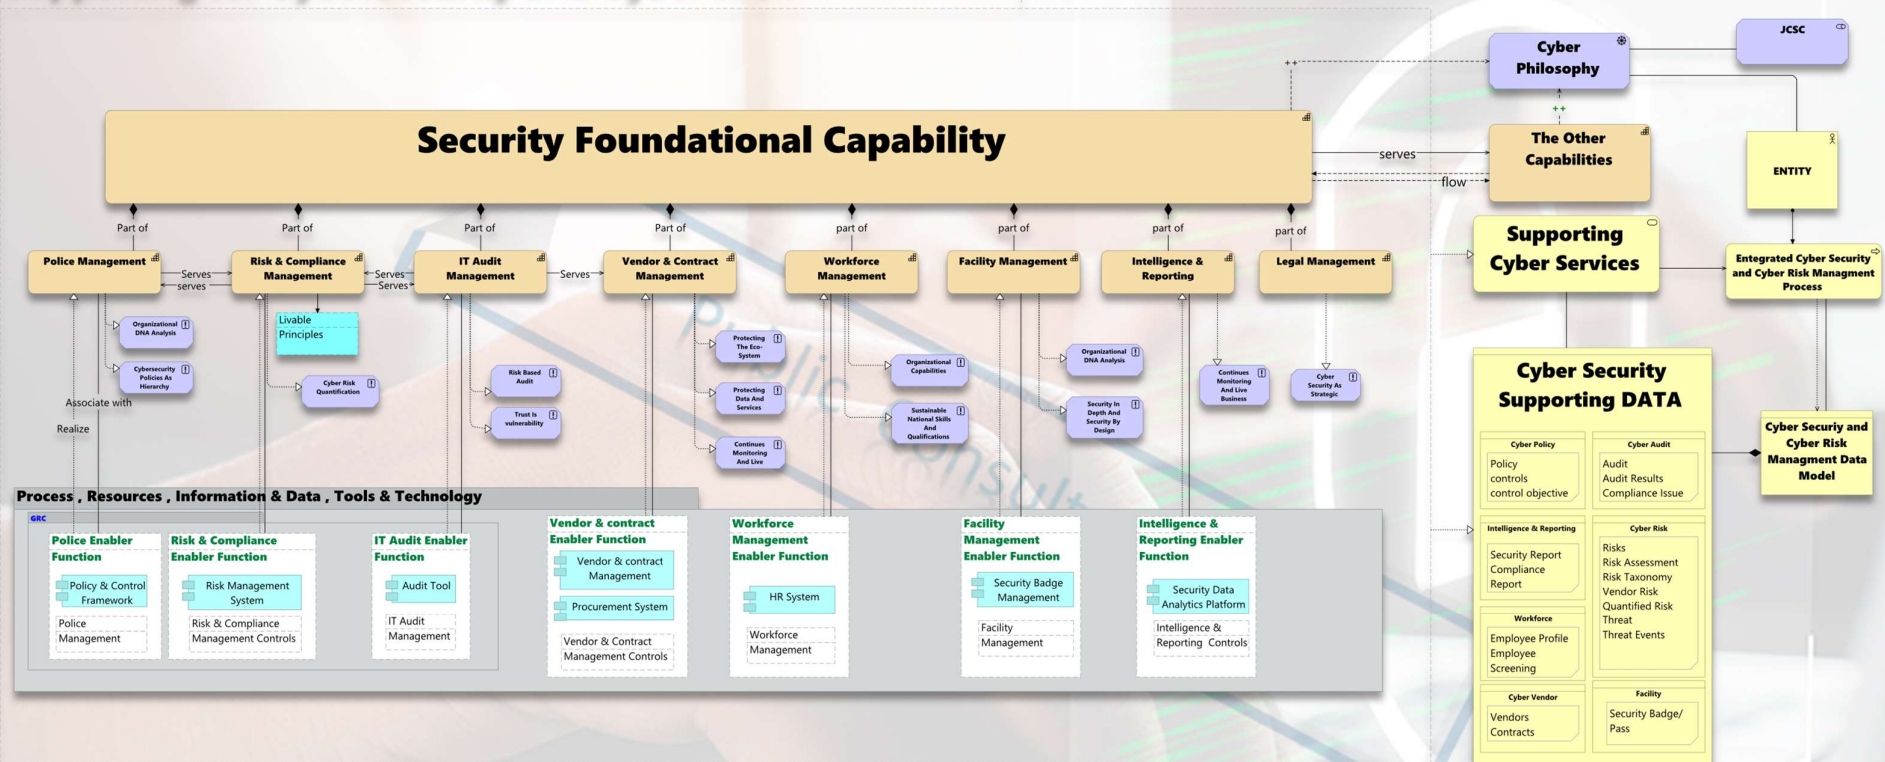 JCSC
Cyber
Philosophy
++
++
Security Foundational Capability
The Other
Capabilities
serves
flow
ENTITY
Part of
Part of
Part of
Part of
part of
Part of
Part of
part of
Supporting
Cyber Services
Entegrated Cyber Security
and Cyber Risk Managment
Process
Police Management
Serves
serves
Risk & Compliance
Management
Serves
Serves
IT Audit
Management
Serves
Vendor & Contract
Management
Workforce
Management
Facility Management
Intelligence &
Reporting
Legal Management
Organizational
DNA Analysis
Cybersecurity
Policies As
Hierarchy
Livable
Principles
Cyber Risk
Quantification
Risk Based
Audit
Trust Is
vulnerability
Protecting
The Eco-
System
Protecting
Data And
Services
Continues
Monitoring
And Live
Organizational
Capabilities
Sustainable
National Skills
And
Qualifications
Organizational
DNA Analysis
Security In
Depth And
Security By
Design
Continues
Monitoring
And Live
Business
Cyber
Security As
Strategic
Associate with
Realize
Public
Consult
Process , Resources , Information & Data , Tools & Technology
GRC
Police Enabler
Function
Policy & Control
Framework
Police
Management
Risk & Compliance
Enabler Function
Risk Management
System
Risk & Compliance
Management Controls
IT Audit Enabler
Function
Audit Tool
IT Audit
Management
Vendor & contract
Enabler Function
Vendor & contract
Management
Procurement System
Vendor & Contract
Management Controls
Workforce
Management
Enabler Function
HR System
Workforce
Management
Facility
Management
Enabler Function
Security Badge
Management
Facility
Management
Intelligence &
Reporting Enabler
Function
Security Data
Analytics Platform
Intelligence &
Reporting Controls
Cyber Security
Supporting DATA
Cyber Policy
Policy
controls
control objective
Cyber Audit
Audit
Audit Results
Compliance Issue
Intelligence & Reporting
Security Report
Compliance
Report
Cyber Risk
Risks
Risk Assessment
Risk Taxonomy
Vendor Risk
Quantified Risk
Threat
Threat Events
Workforce
Employee Profile
Employee
Screening
Cyber Vendor
Vendors
Contracts
Facility
Security Badge/
Pass
Cyber Securiy and
Cyber Risk
Managment Data
Model